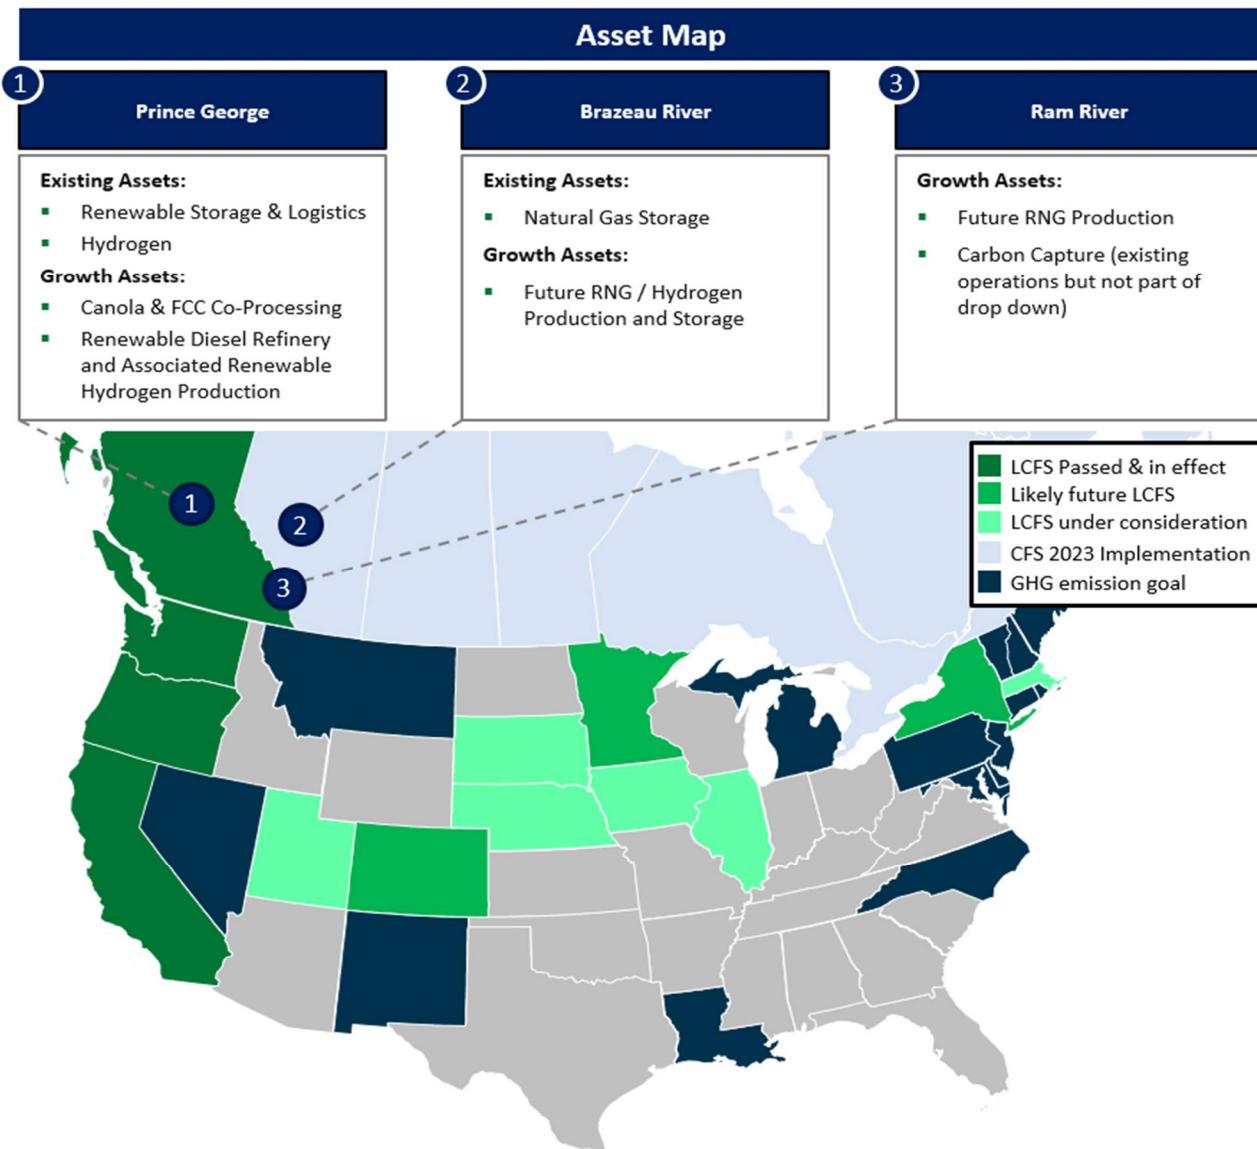 Asset Map
1
Prince George
Existing Assets:
▪ Renewable Storage & Logistics
▪ Hydrogen
Growth Assets:
▪ Canola & FCC Co-Processing
▪ Renewable Diesel Refinery
and Associated Renewable
Hydrogen Production
2
Brazeau River
Existing Assets:
▪ Natural Gas Storage
Growth Assets:
▪ Future RNG / Hydrogen
Production and Storage
3
Ram River
Growth Assets:
▪ Future RNG Production
▪ Carbon Capture (existing
operations but not part of
drop down)
LCFS Passed & in effect
Likely future LCFS
LCFS under consideration
CFS 2023 Implementation
GHG emission goal
1
2
3